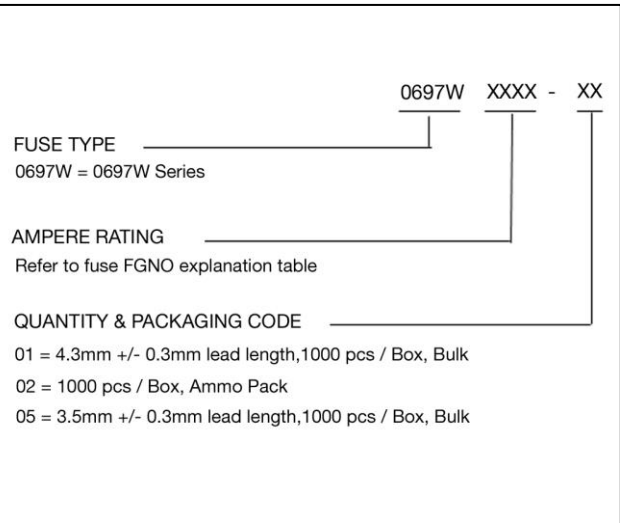 0697W XXXX - XX
FUSE TYPE
0697W = 0697W Series
AMPERE RATING
Refer to fuse FGNO explanation table
QUANTITY & PACKAGING CODE
01 = 4.3mm +/- 0.3mm lead length,1000 pcs / Box, Bulk
02 = 1000 pcs / Box, Ammo Pack
05 = 3.5mm +/- 0.3mm lead length,1000 pcs / Box, Bulk